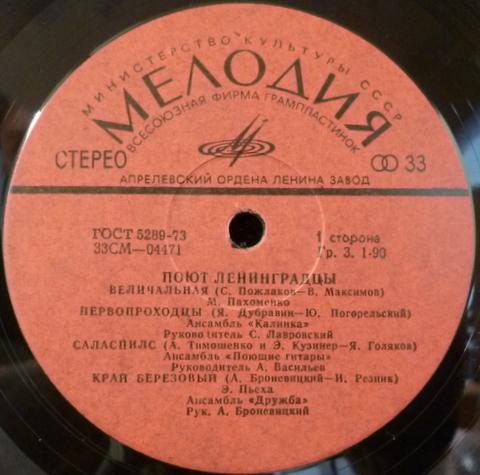 МИНИСТЕРСТВО КУЛЬТУРЫ СССР
МЕЛОДИЯ
ВСЕСОЮЗНАЯ ФИРМА ГРАМПЛАСТИНОК
СТЕРЕО
33
АПРЕЛЕВСКИЙ ОРДЕНА ЛЕНИНА ЗАВОД
ГОСТ 5289-73
33СМ—04471
1 сторона
Гр. 3. 1-90
ПОЮТ ЛЕНИНГРАДЦЫ
ВЕЛИЧАЛЬНАЯ (С. Пожлаков—В. Максимов)
М. Пахоменко
ПЕРВОПРОХОДЦЫ (Я. Дубравин—Ю. Погорельский)
Ансамбль «Калинка»
Руководитель С. Лавровский
САЛАСПИЛС (А. Тимошенко и Э. Кузинер—Я. Голяков)
Ансамбль «Поющие гитары»
Руководитель А. Васильев
КРАЙ БЕРЕЗОВЫЙ (А. Броневицкий—И. Резник)
Э. Пьеха
Ансамбль «Дружба»
Рук. А. Броневицкий